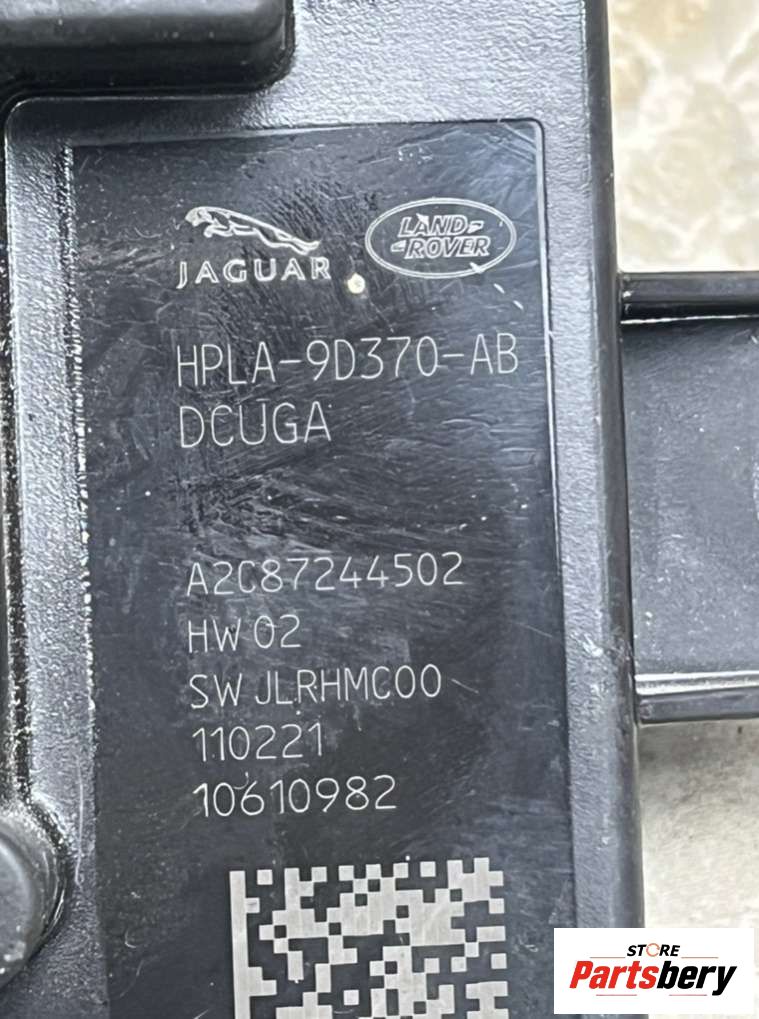 JAGUAR
LAND-
-ROVER
HPLA-9D370-AB
DCUGA
A2C87244502
HW 02
SW JLRHMC00
110221
10610982
STORE
Partsbery